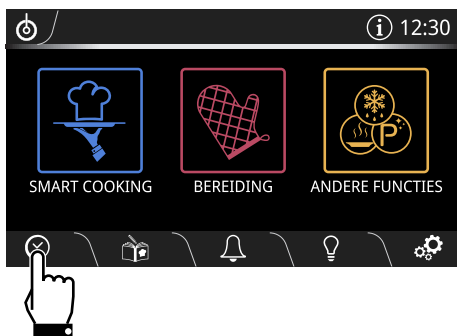 12:30
SMART COOKING
BEREIDING
ANDERE FUNCTIES
P